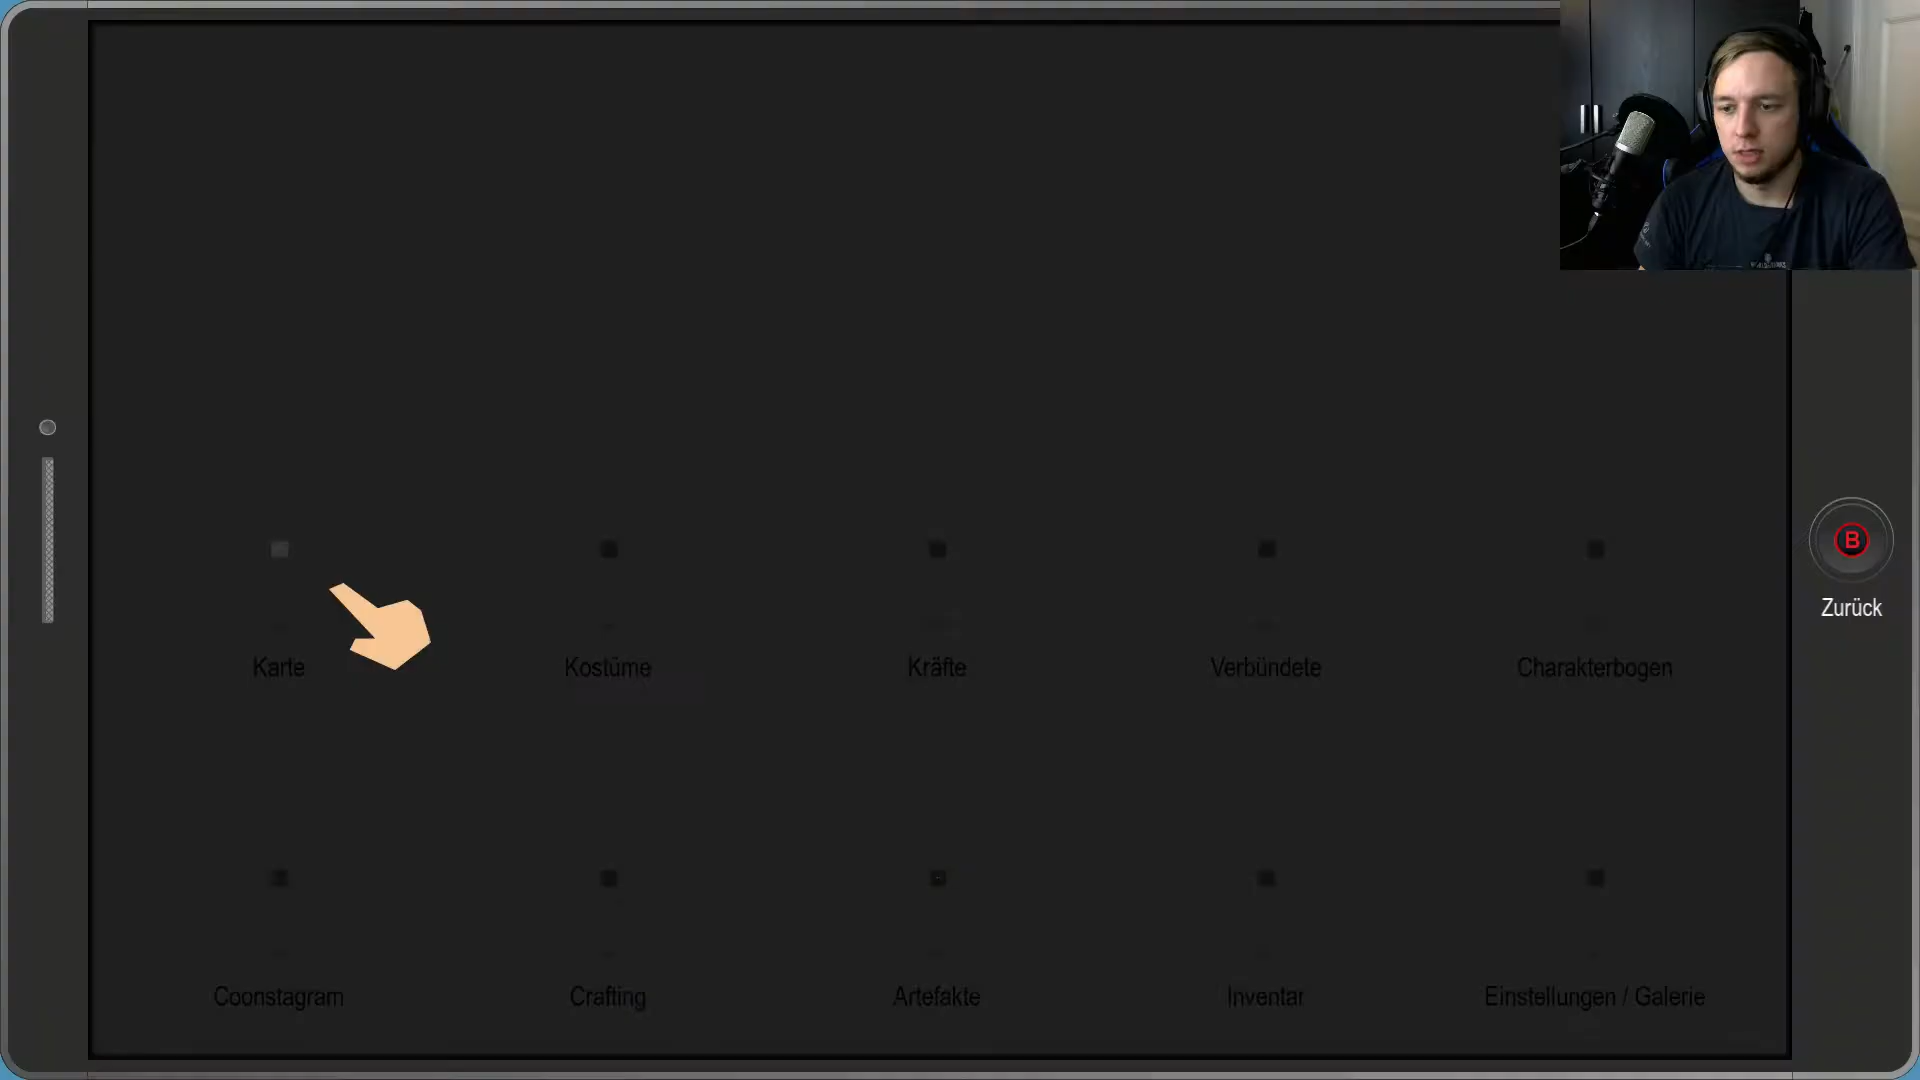 B
Zurück
Karte
Kostüme
Kräfte
Verbündete
Charakterbogen
Coonstagram
Crafting
Artefakte
Inventar
Einstellungen / Galerie